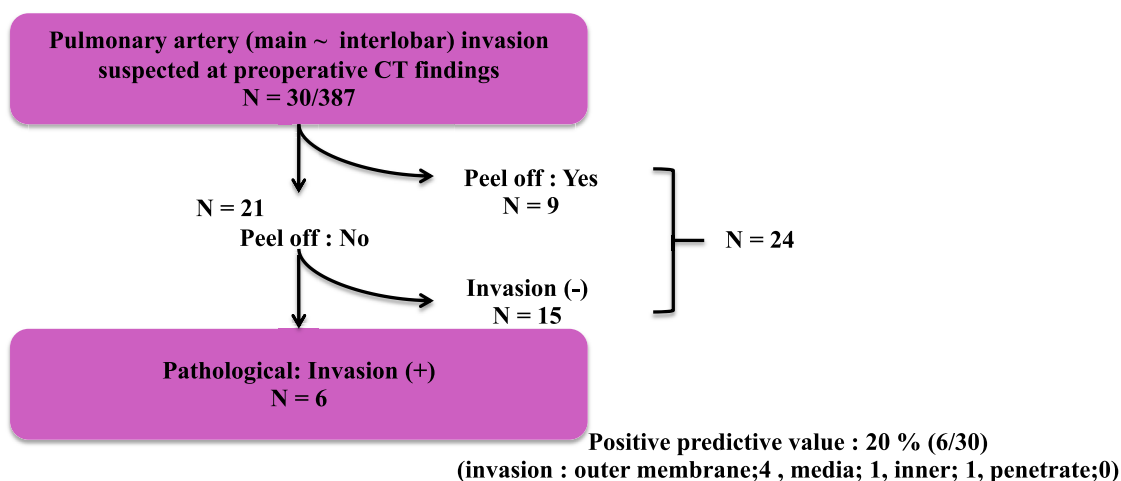 Pulmonary artery (main ~ interlobar) invasion
suspected at preoperative CT findings
N = 30/387
Peel off : Yes
N = 9
N = 21
Peel off : No
N = 24
Invasion (-)
N = 15
Pathological: Invasion (+)
N = 6
Positive predictive value : 20 % (6/30)
(invasion : outer membrane;4 , media; 1, inner; 1, penetrate;0)